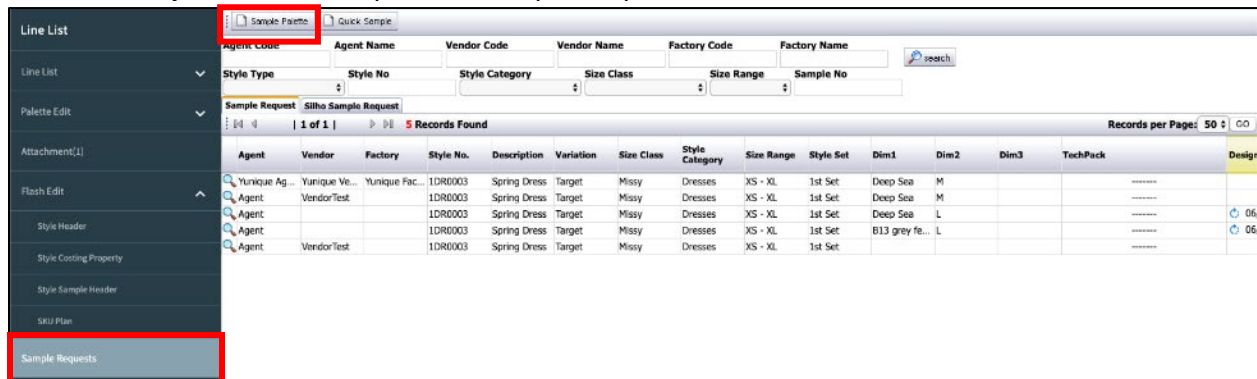 Line List
Line List
Palette Edit
Attachment(1)
Flash Edit
Style Header
Style Costing Property
Style Sample Header
SKU Plan
Sample Requests
Sample Palette Quick Sample
Agent Code Agent Name Vendor Code Vendor Name Factory Code Factory Name
search
Style Type Style No Style Category Size Class Size Range Sample No
Sample Request Silho Sample Request
| 1 of 1 | 5 Records Found Records per Page: 50 GO
Agent Vendor Factory Style No. Description Variation Size Class Style Category Size Range Style Set Dim1 Dim2 Dim3 TechPack Design
Yunique Ag... Yunique Ve... Yunique Fac... 1DR0003 Spring Dress Target Missy Dresses XS - XL 1st Set Deep Sea M -------
Agent VendorTest 1DR0003 Spring Dress Target Missy Dresses XS - XL 1st Set Deep Sea M -------
Agent 1DR0003 Spring Dress Target Missy Dresses XS - XL 1st Set Deep Sea L ------- 06
Agent 1DR0003 Spring Dress Target Missy Dresses XS - XL 1st Set B13 grey fe... L ------- 06
Agent VendorTest 1DR0003 Spring Dress Target Missy Dresses XS - XL 1st Set -------